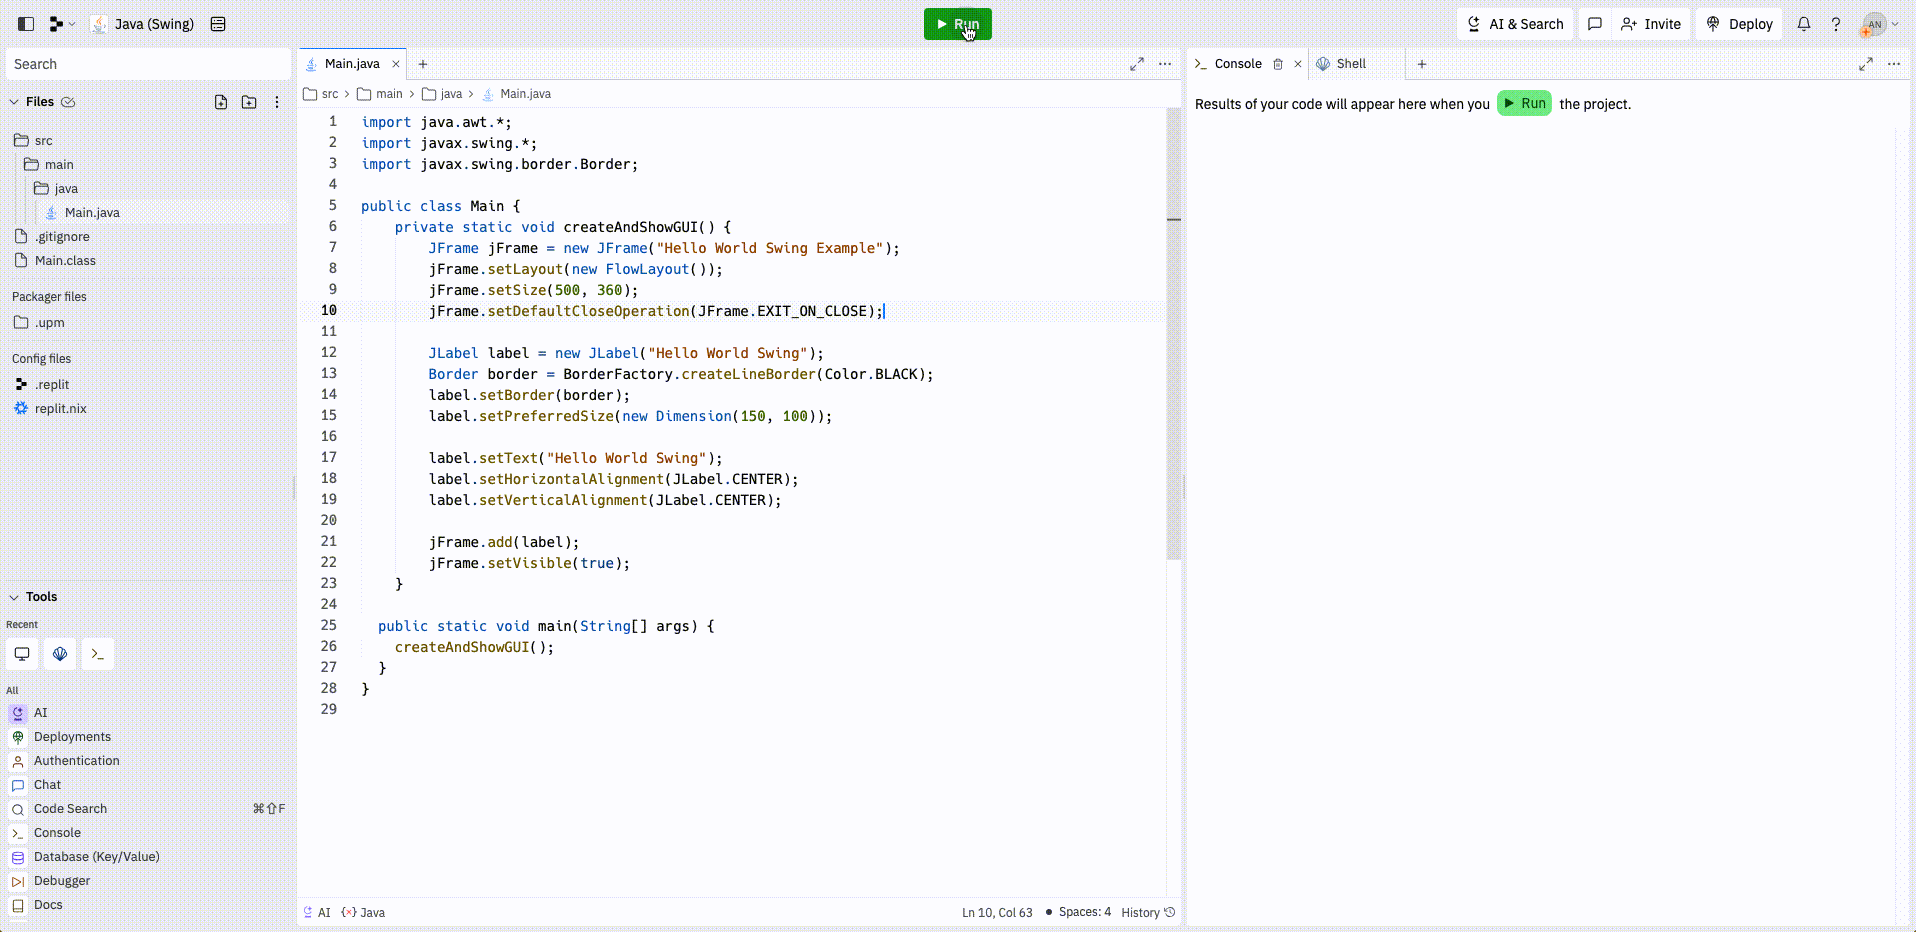 Java (Swing)
Run
AI & Search
Invite
Deploy
?
AN
Search
Files
src
main
java
Main.java
.gitignore
Main.class
Packager files
.upm
Config files
.replit
replit.nix
Tools
Recent
All
AI
Deployments
Authentication
Chat
Code Search ⌘⇧F
Console
Database (Key/Value)
Debugger
Docs
Main.java × +
src > main > java > Main.java
1 import java.awt.*;
2 import javax.swing.*;
3 import javax.swing.border.Border;
4
5 public class Main {
6 private static void createAndShowGUI() {
7 JFrame jFrame = new JFrame("Hello World Swing Example");
8 jFrame.setLayout(new FlowLayout());
9 jFrame.setSize(500, 360);
10 jFrame.setDefaultCloseOperation(JFrame.EXIT_ON_CLOSE);
11
12 JLabel label = new JLabel("Hello World Swing");
13 Border border = BorderFactory.createLineBorder(Color.BLACK);
14 label.setBorder(border);
15 label.setPreferredSize(new Dimension(150, 100));
16
17 label.setText("Hello World Swing");
18 label.setHorizontalAlignment(JLabel.CENTER);
19 label.setVerticalAlignment(JLabel.CENTER);
20
21 jFrame.add(label);
22 jFrame.setVisible(true);
23 }
24
25 public static void main(String[] args) {
26 createAndShowGUI();
27 }
28 }
29
AI Java Ln 10, Col 63 • Spaces: 4 History
Console × Shell +
Results of your code will appear here when you Run the project.